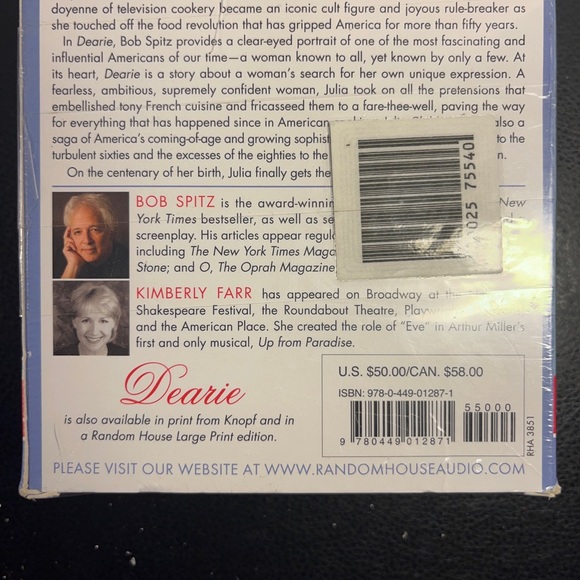 doyenne of television cookery became an iconic cult figure and joyous rule-breaker as
she touched off the food revolution that has gripped America for more than fifty years.
In Dearie, Bob Spitz provides a clear-eyed portrait of one of the most fascinating and
influential Americans of our time—a woman known to all, yet known by only a few. At
its heart, Dearie is a story about a woman's search for her own unique expression. A
fearless, ambitious, supremely confident woman, Julia took on all the pretensions that
embellished tony French cuisine and fricasseed them to a fare-thee-well, paving the way
for everything that has happened since in American also a
saga of America's coming-of-age and growing sophist to the
turbulent sixties and the excesses of the eighties to the
On the centenary of her birth, Julia finally gets the
025 75540
BOB SPITZ is the award-winning New
York Times bestseller, as well as se
screenplay. His articles appear regul
including The New York Times Maga
Stone; and O, The Oprah Magazine
KIMBERLY FARR has appeared on Broadway at the
Shakespeare Festival, the Roundabout Theatre, Playw
and the American Place. She created the role of "Eve" in Arthur Miller's
first and only musical, Up from Paradise.
Dearie
is also available in print from Knopf and in
a Random House Large Print edition.
U.S. $50.00/CAN. $58.00
ISBN: 978-0-449-01287-1
55000
9 780449 012871
RHA 3851
PLEASE VISIT OUR WEBSITE AT WWW.RANDOMHOUSEAUDIO.COM